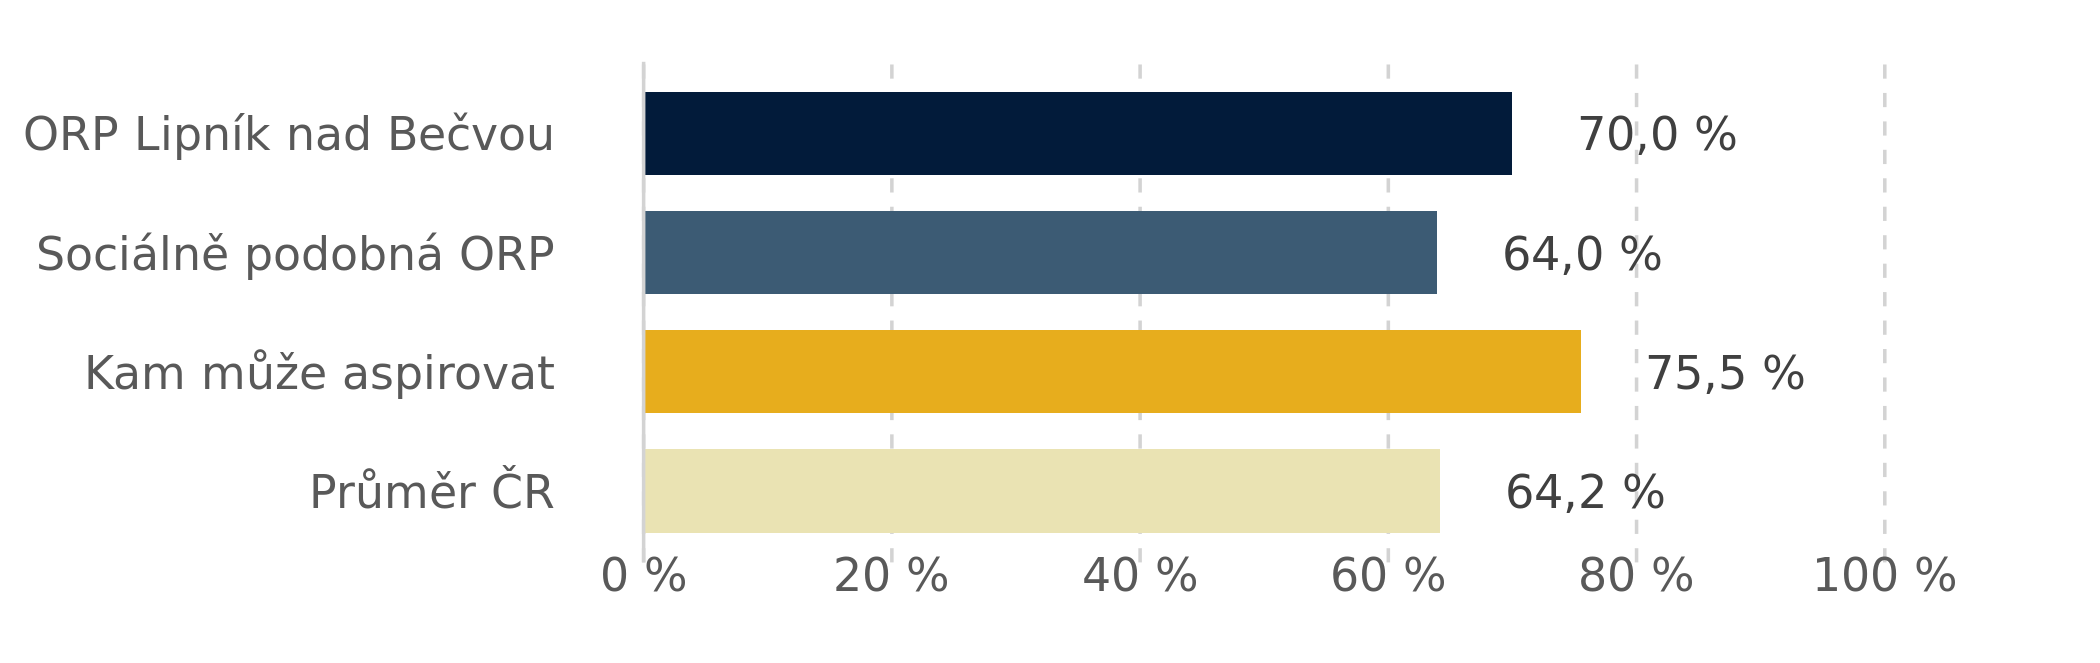 ORP Lipník nad Bečvou 70,0 %
Sociálně podobná ORP 64,0 %
Kam může aspirovat 75,5 %
Průměr ČR 64,2 %
0 % 20 % 40 % 60 % 80 % 100 %